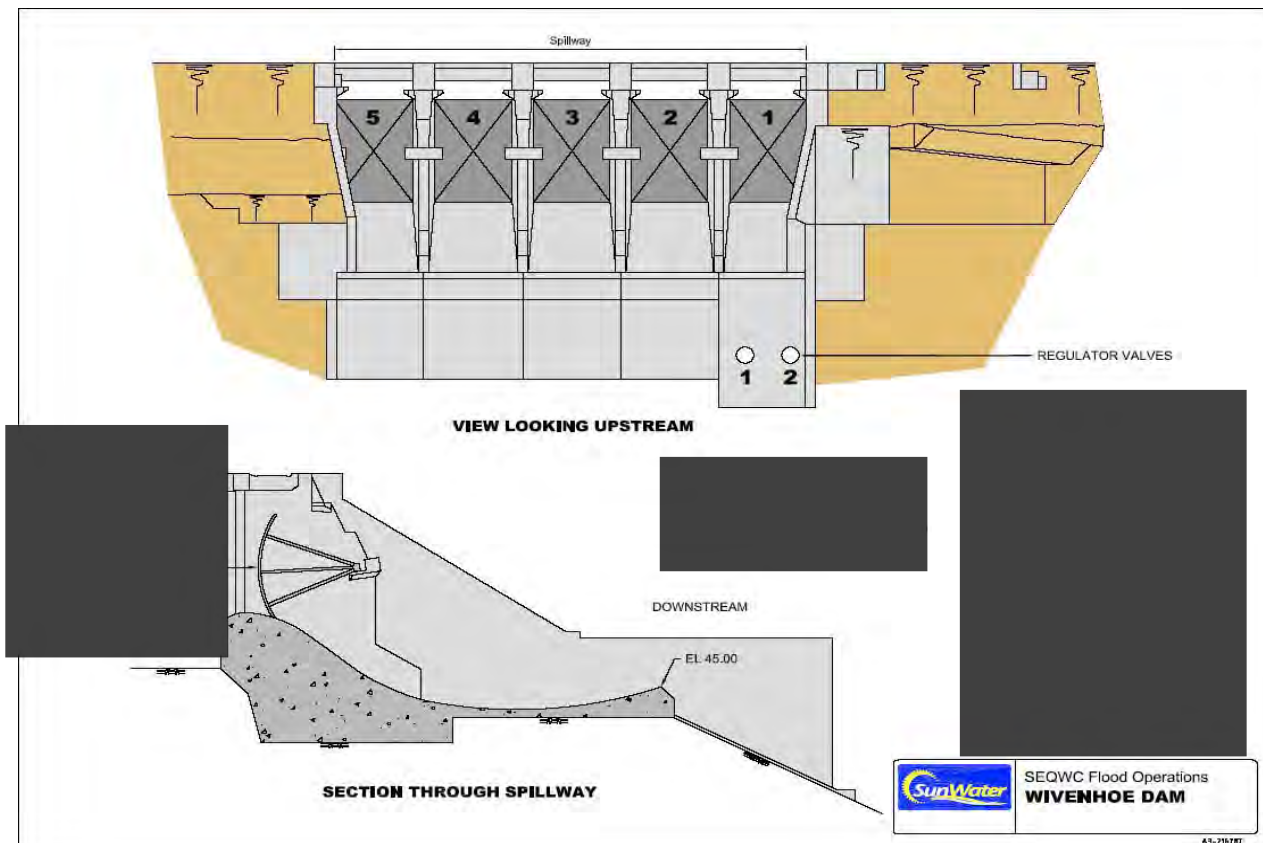 Spillway
5 4 3 2 1
REGULATOR VALVES
1 2
VIEW LOOKING UPSTREAM
DOWNSTREAM
EL 45.00
SECTION THROUGH SPILLWAY
SunWater
SEQWC Flood Operations
WIVENHOE DAM